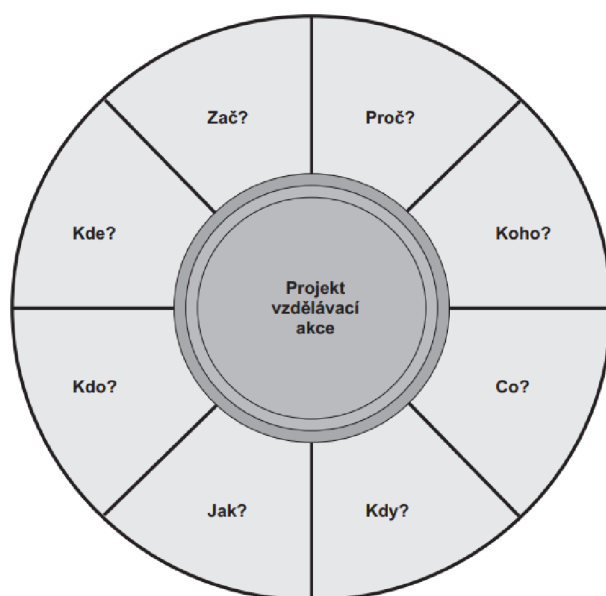 Zač?
Proč?
Kde?
Koho?
Projekt
vzdělávací
akce
Kdo?
Co?
Jak?
Kdy?